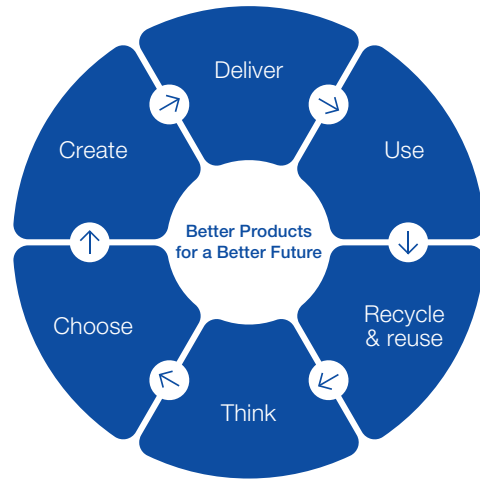 Deliver
Create
Use
Better Products
for a Better Future
Choose
Recycle
& reuse
Think